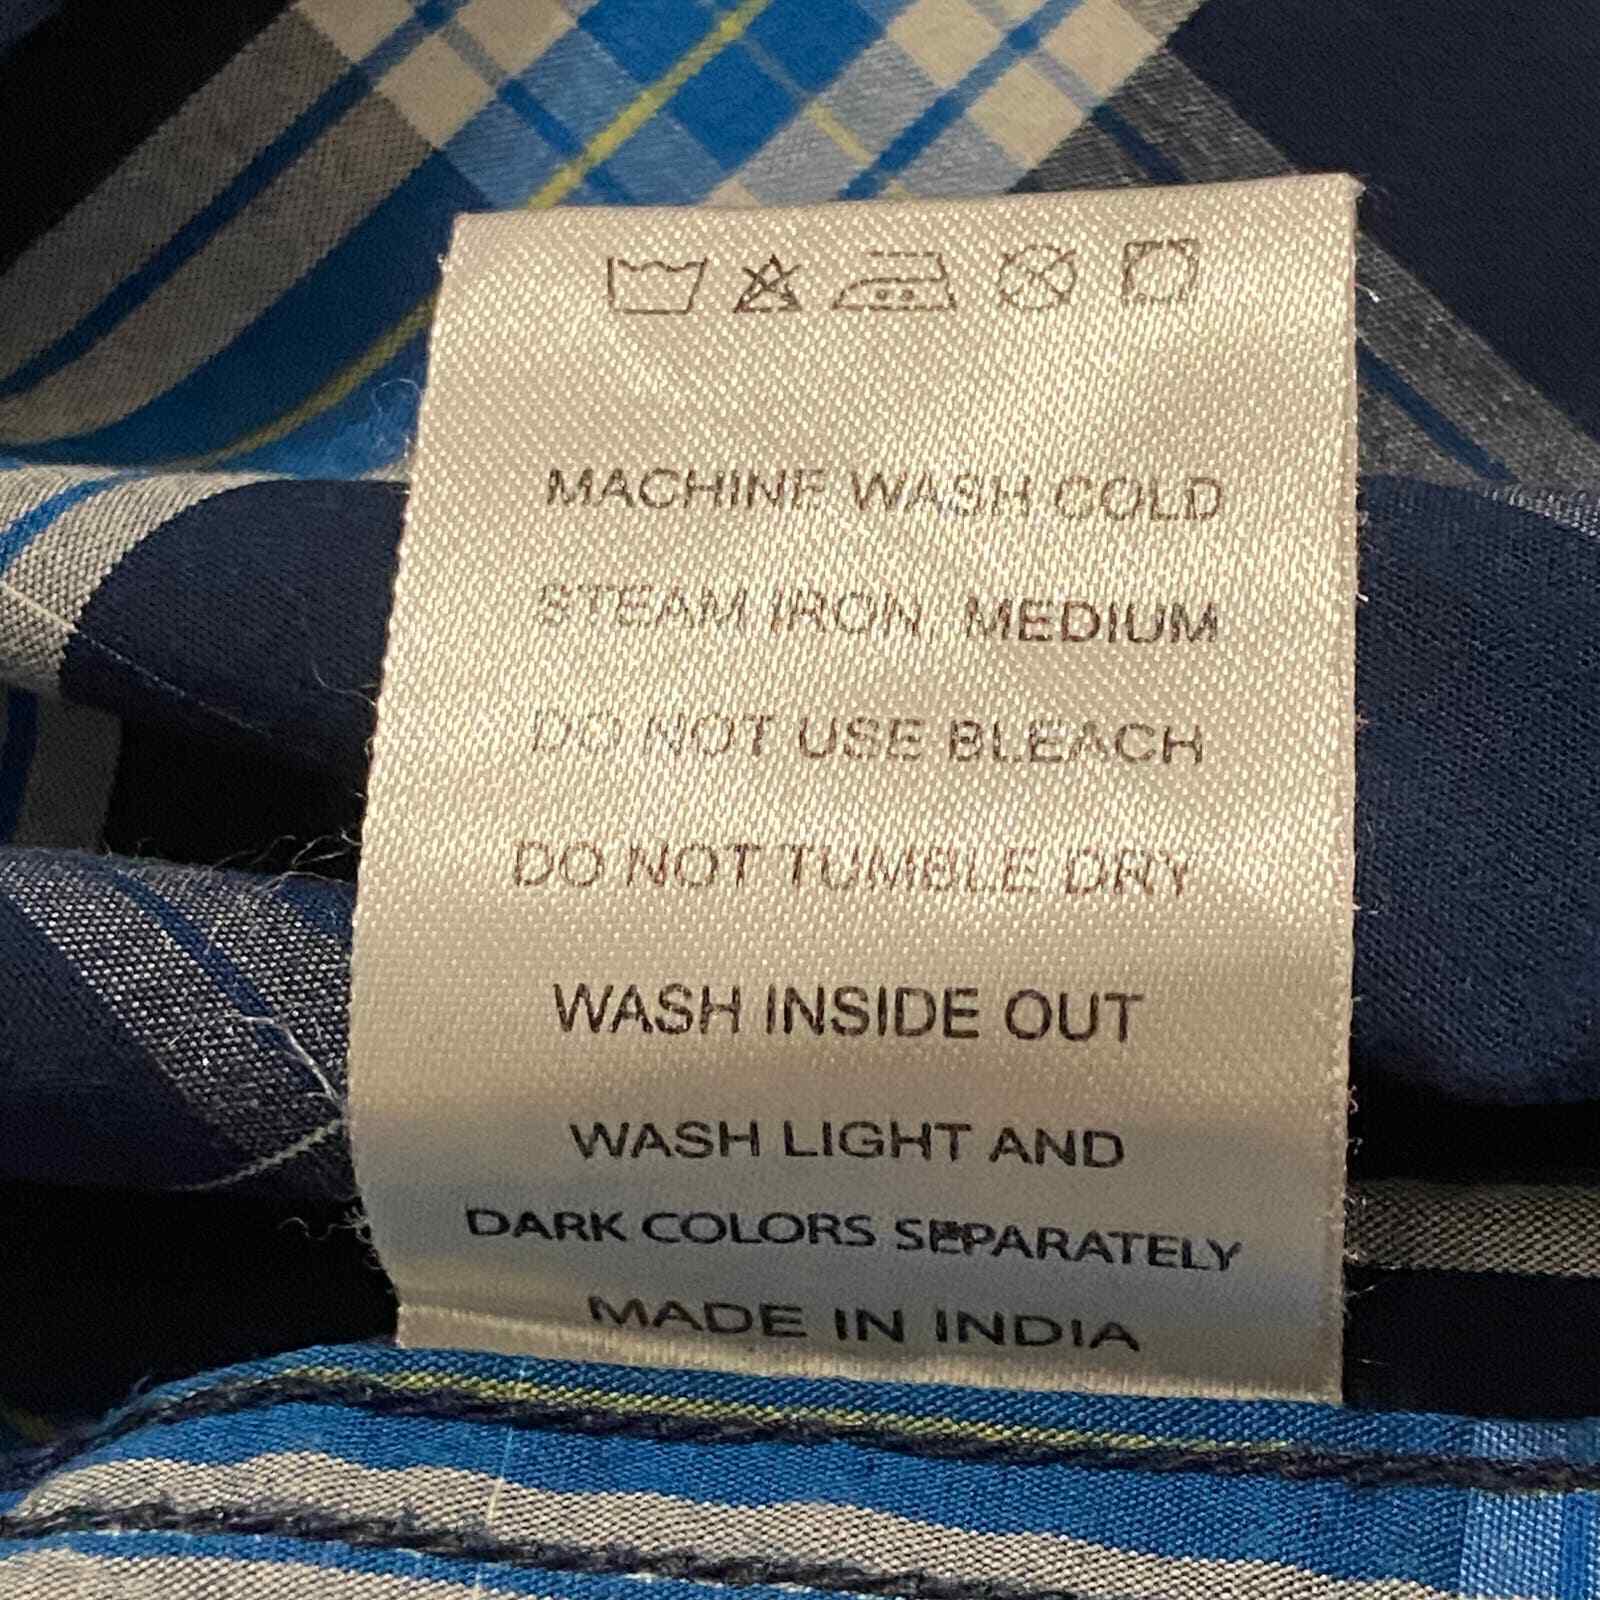 MACHINE WASH COLD
STEAM IRON, MEDIUM
DO NOT USE BLEACH
DO NOT TUMBLE DRY
WASH INSIDE OUT
WASH LIGHT AND
DARK COLORS SEPARATELY
MADE IN INDIA